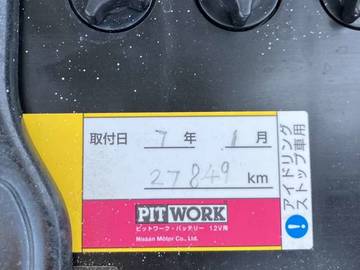 取付日 7年 1月
27849 km
PITWORK
ピットワーク・バッテリー 12V用
Nissan Motor Co., Ltd.
アイドリング
ストップ車用